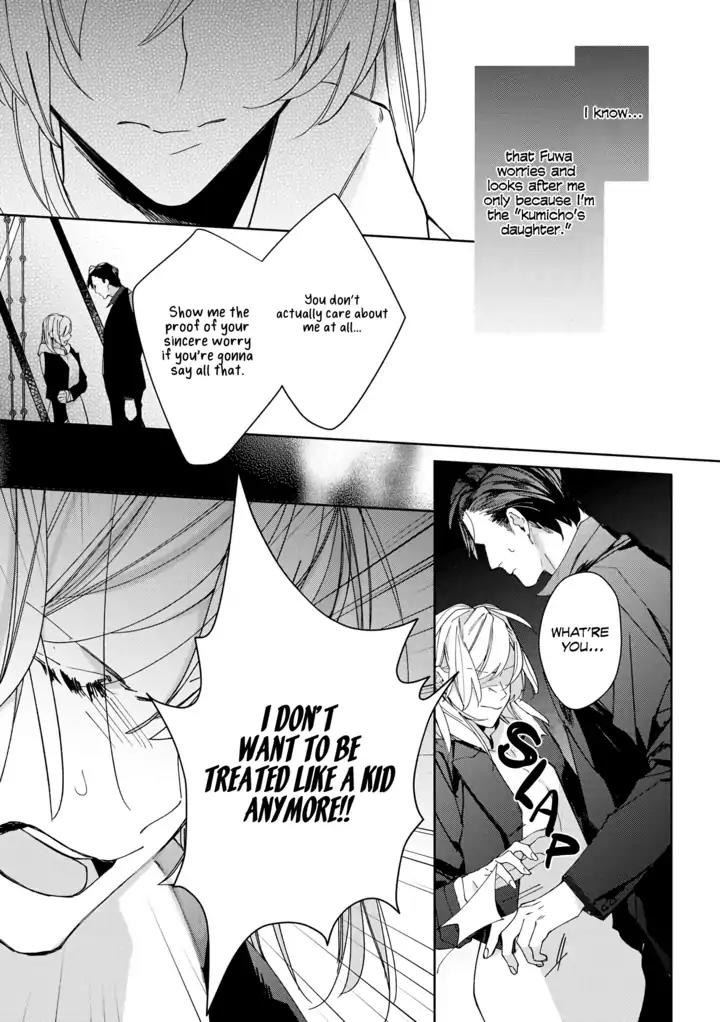 I know...
that Fuwa
worries and
looks after me
only because I'm
the "kumicho's
daughter."
You don't
actually care about
me at all...
Show me the
proof of your
sincere worry
if you're gonna
say all that.
WHAT'RE
YOU...
SLAP
I DON'T
WANT TO BE
TREATED LIKE A KID
ANYMORE!!